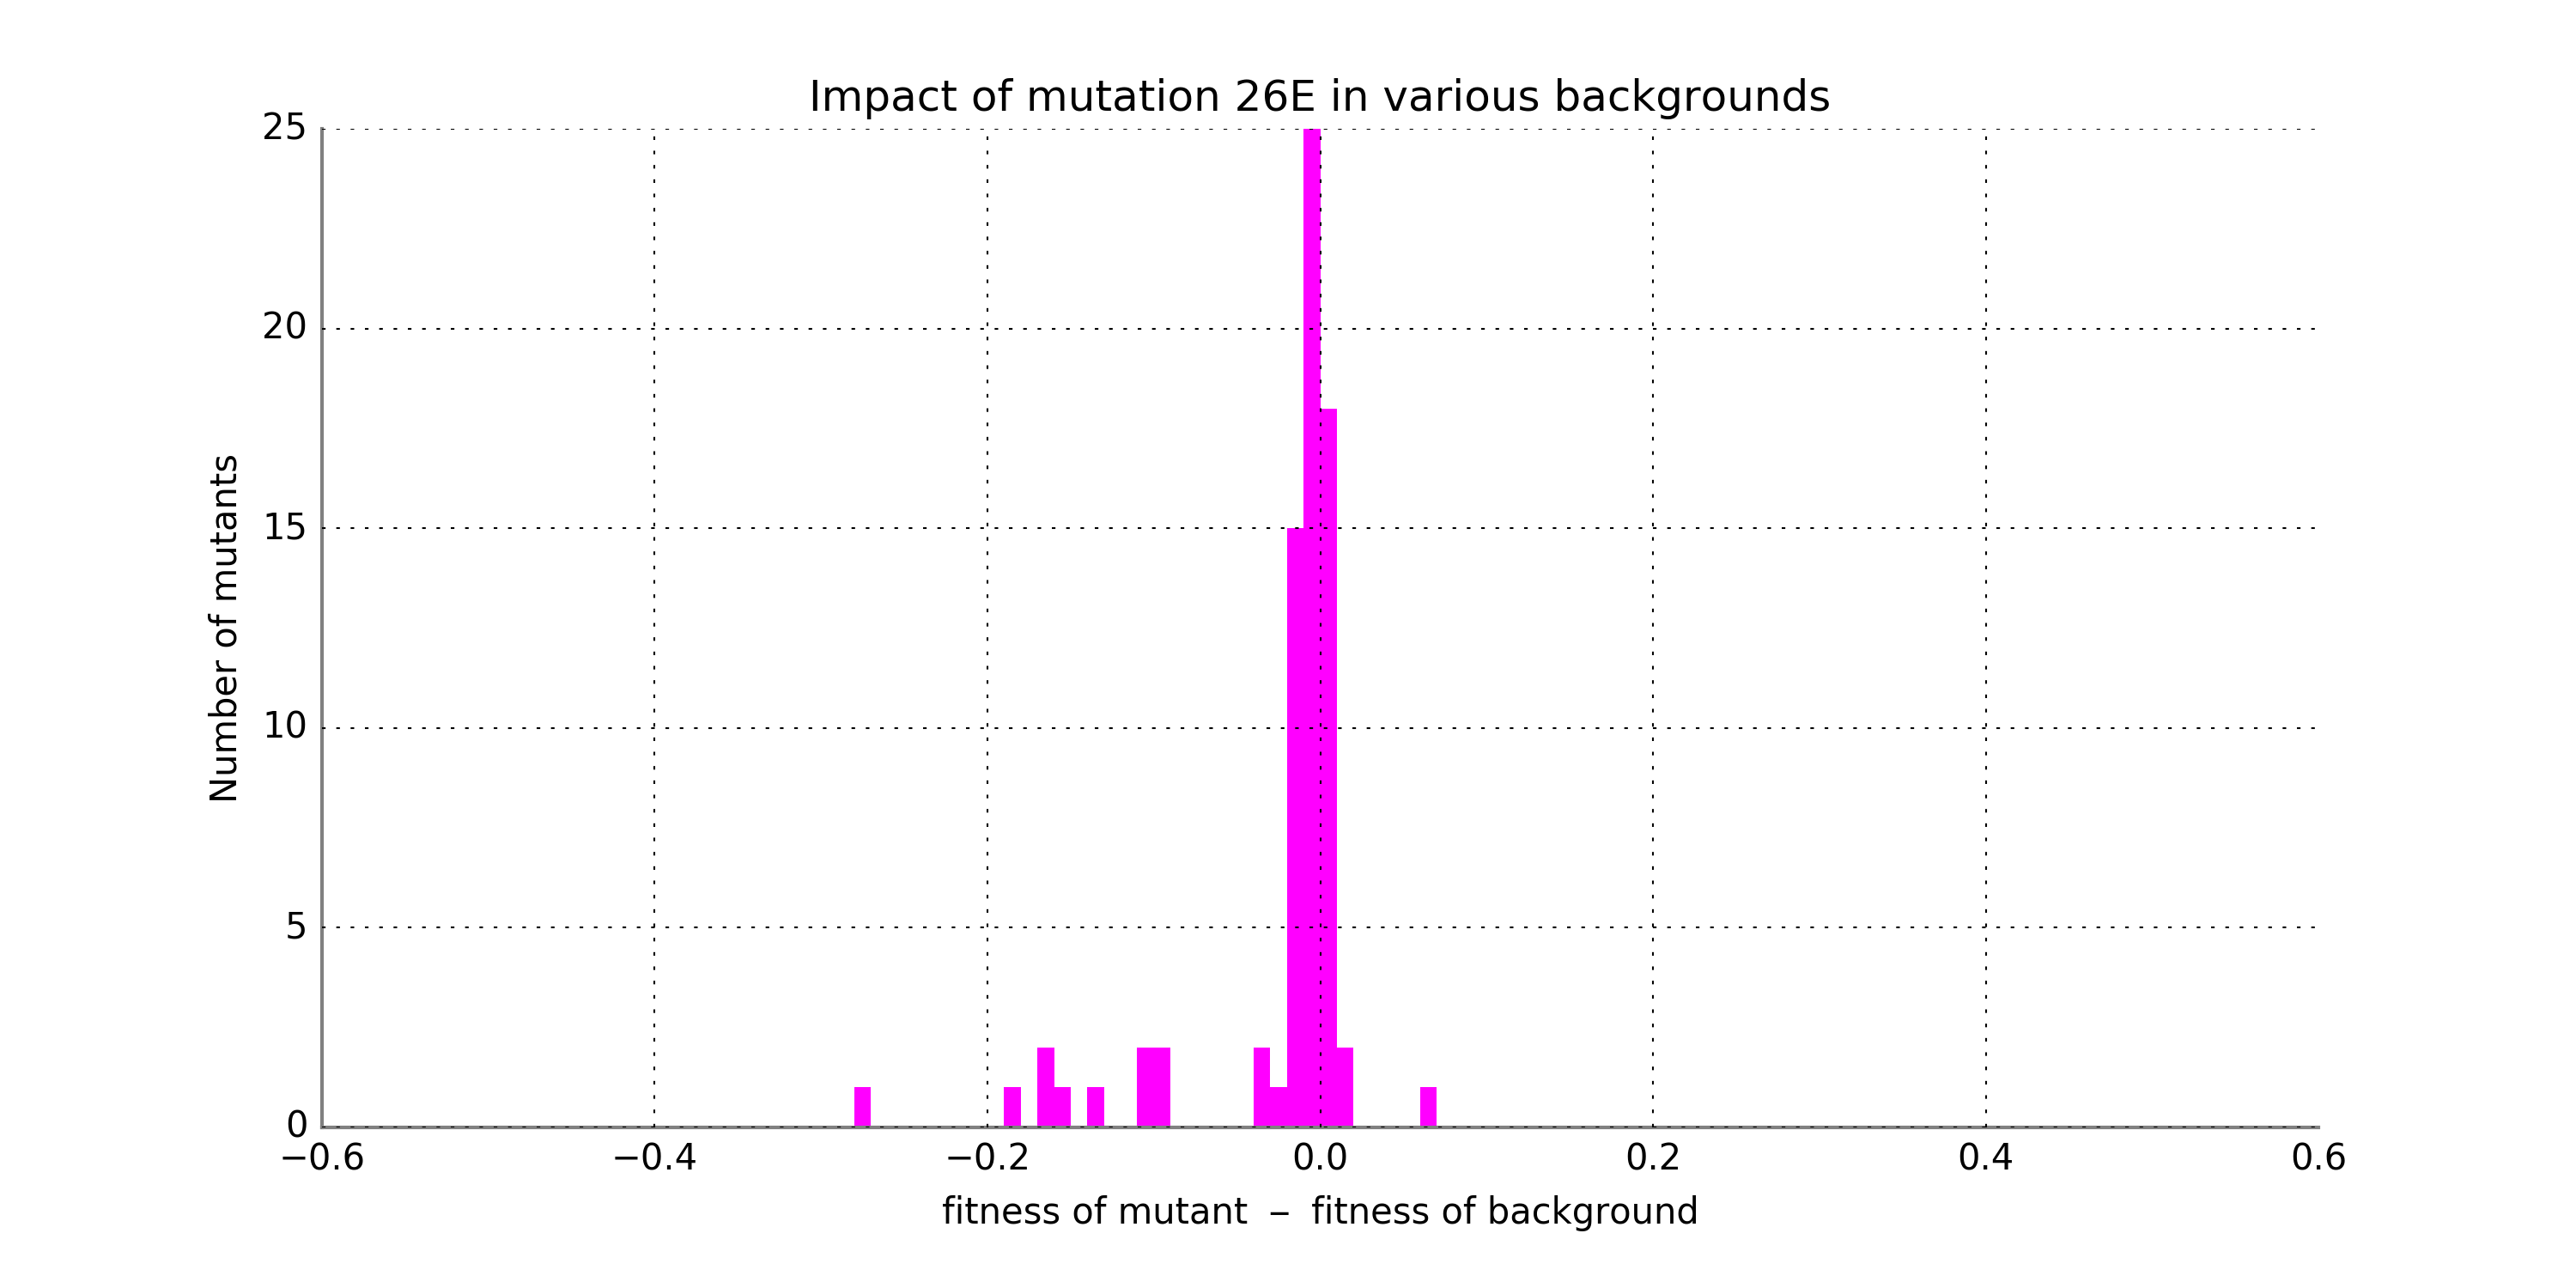 Impact of mutation 26E in various backgrounds
25
20
15
10
5
0
Number of mutants
−0.6 −0.4 −0.2 0.0 0.2 0.4 0.6
fitness of mutant − fitness of background